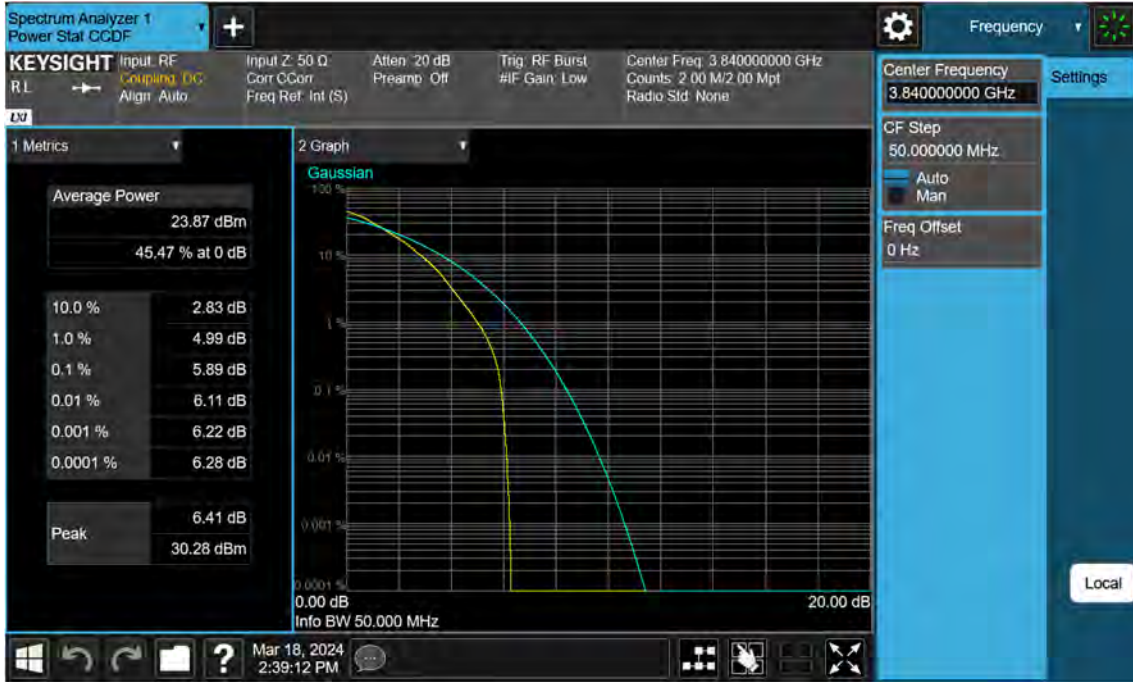 Spectrum Analyzer 1
Power Stat CCDF
+
Frequency
KEYSIGHT
RL
LXI
Input: RF
Coupling: DC
Align: Auto
Input Z: 50 Ω
Corr CCorr
Freq Ref: Int (S)
Atten: 20 dB
Preamp: Off
Trig: RF Burst
#IF Gain: Low
Center Freq: 3.840000000 GHz
Counts: 2.00 M/2.00 Mpt
Radio Std: None
Center Frequency
3.840000000 GHz
Settings
CF Step
50.000000 MHz
Auto
Man
Freq Offset
0 Hz
1 Metrics
Average Power
23.87 dBm
45.47 % at 0 dB
10.0 % 2.83 dB
1.0 % 4.99 dB
0.1 % 5.89 dB
0.01 % 6.11 dB
0.001 % 6.22 dB
0.0001 % 6.28 dB
Peak
6.41 dB
30.28 dBm
2 Graph
Gaussian
100 %
10 %
1 %
0.1 %
0.01 %
0.001 %
0.0001 %
0.00 dB
20.00 dB
Info BW 50.000 MHz
Local
?
Mar 18, 2024
2:39:12 PM